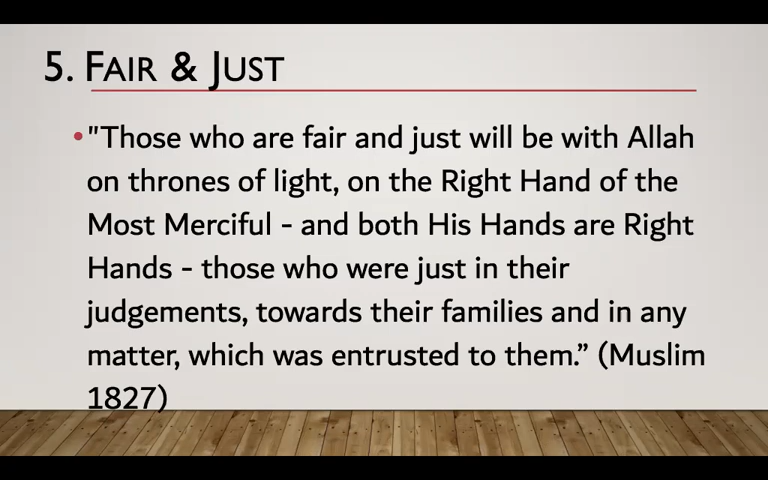 5. FAIR & JUST
•"Those who are fair and just will be with Allah
on thrones of light, on the Right Hand of the
Most Merciful - and both His Hands are Right
Hands - those who were just in their
judgements, towards their families and in any
matter, which was entrusted to them.” (Muslim
1827)